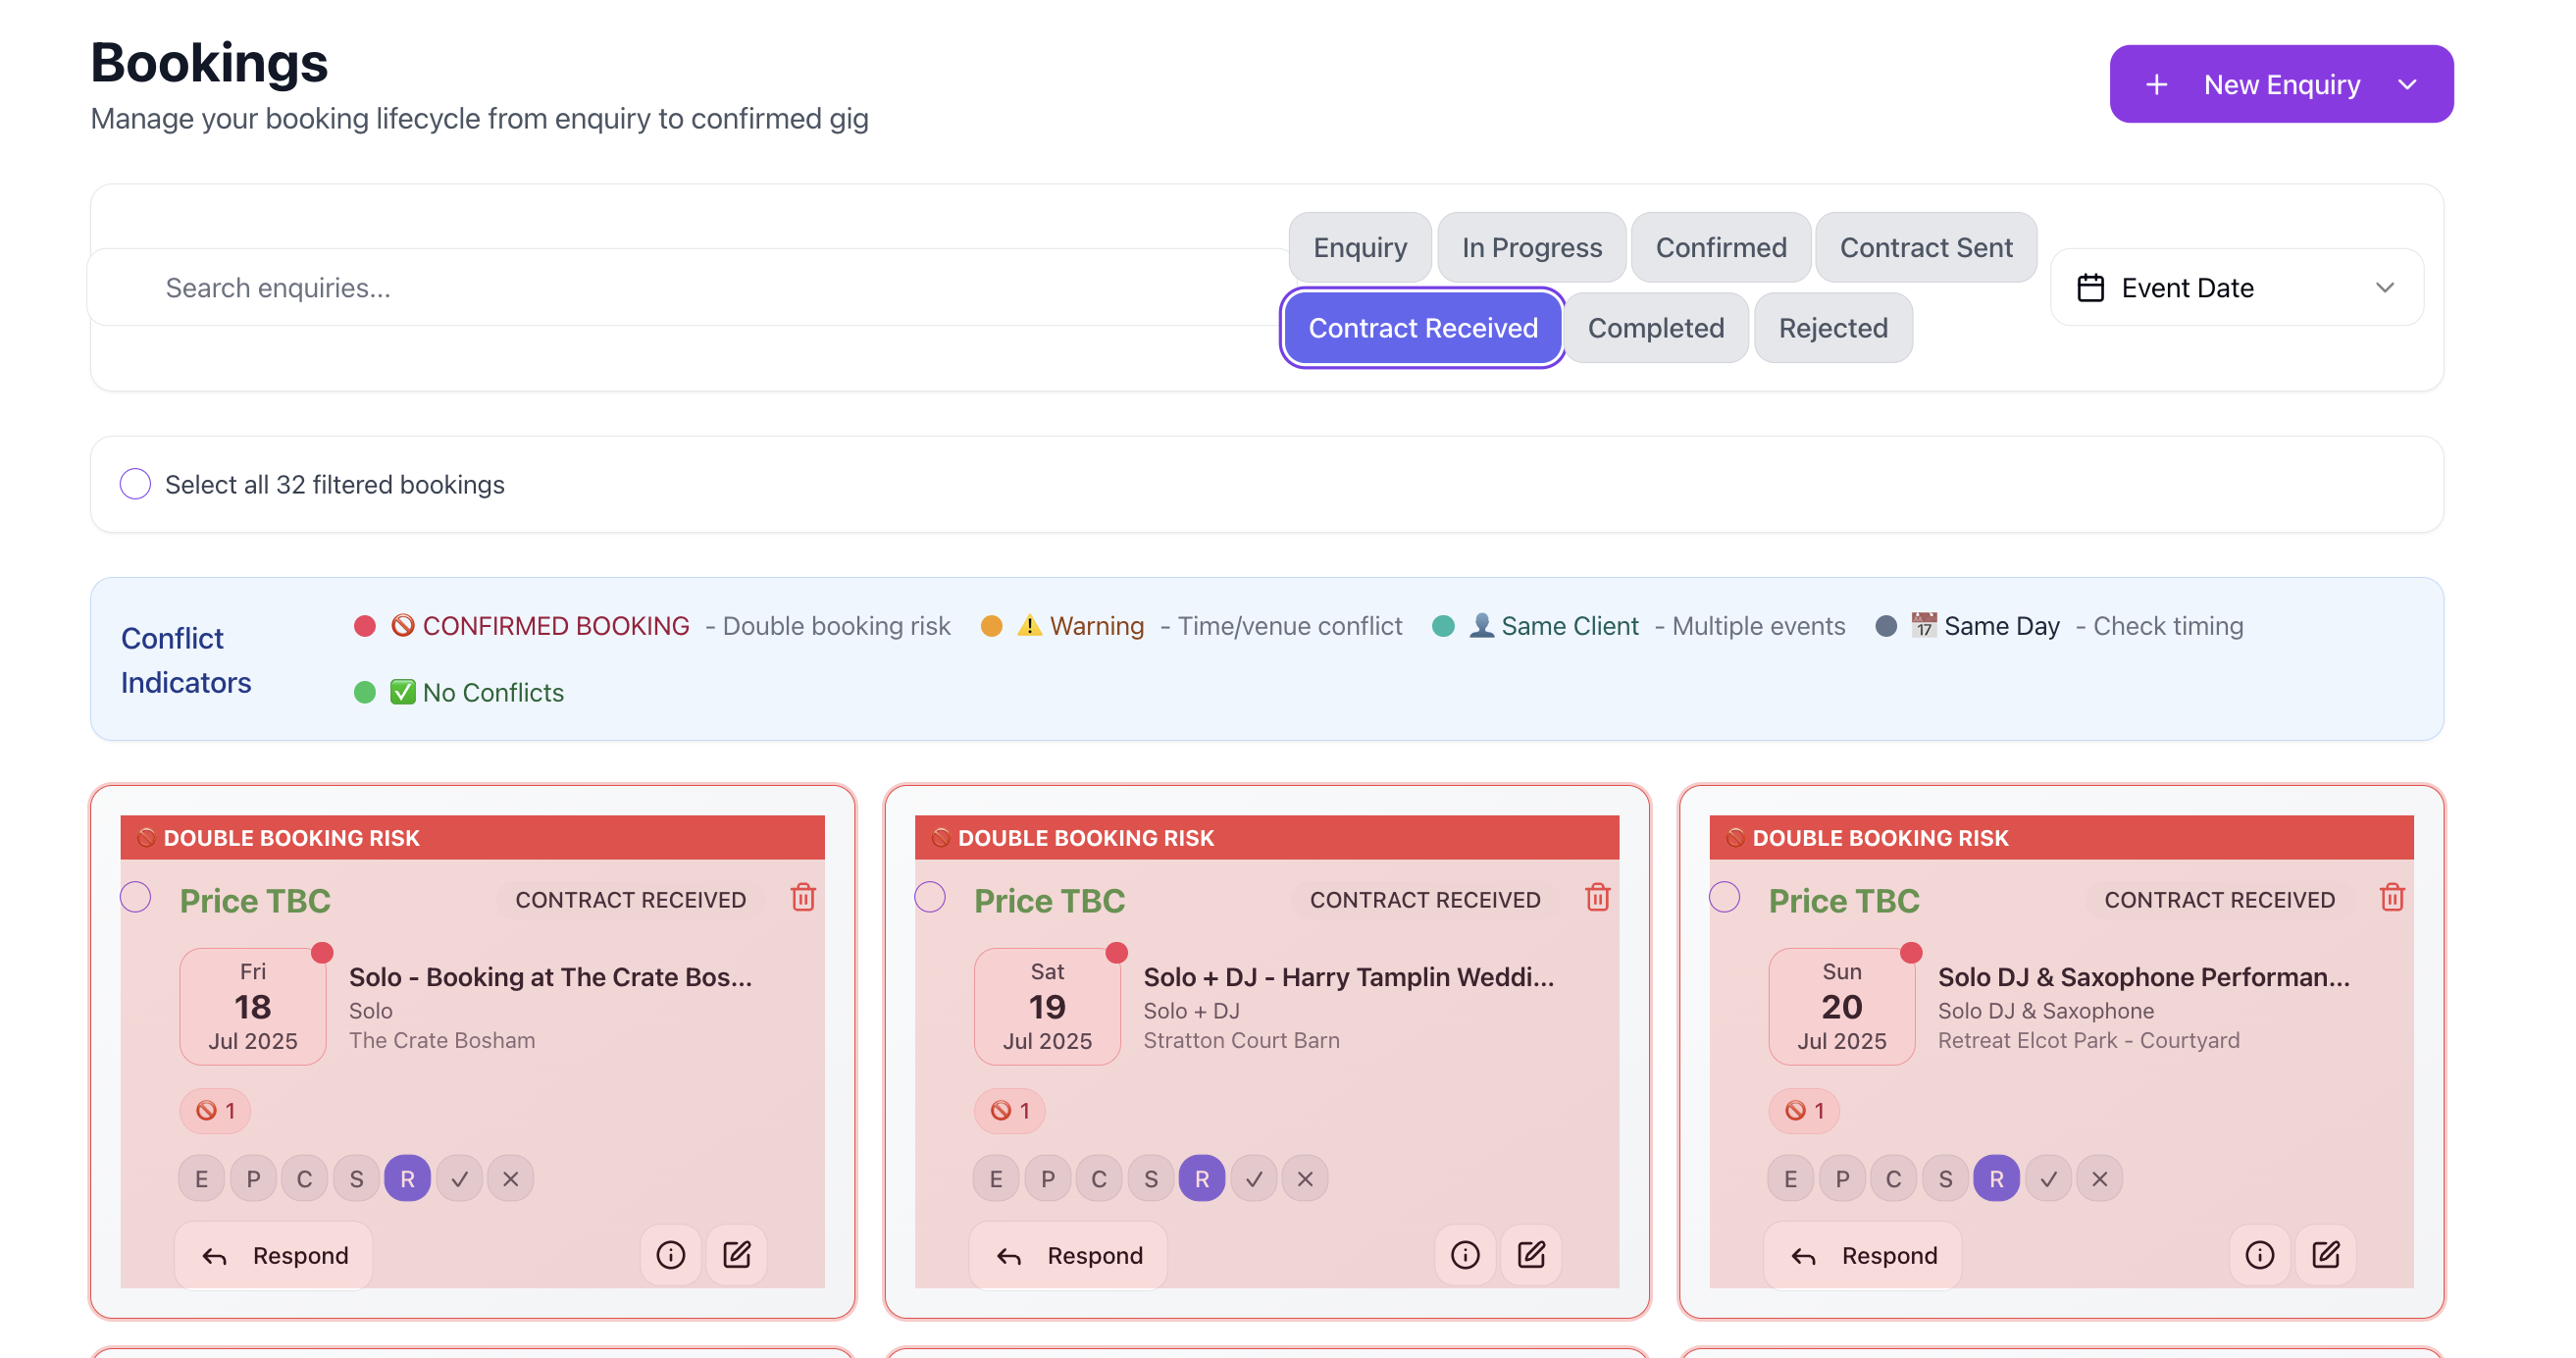 Bookings
Manage your booking lifecycle from enquiry to confirmed gig
New Enquiry
Search enquiries...
Enquiry
In Progress
Confirmed
Contract Sent
Contract Received
Completed
Rejected
Event Date
Select all 32 filtered bookings
Conflict
Indicators
🚫 CONFIRMED BOOKING - Double booking risk
⚠️ Warning - Time/venue conflict
👤 Same Client - Multiple events
📅 Same Day - Check timing
✅ No Conflicts
🚫 DOUBLE BOOKING RISK
Price TBC
CONTRACT RECEIVED
Fri
18
Jul 2025
Solo - Booking at The Crate Bos...
Solo
The Crate Bosham
🚫 1
E P C S R ✓ ✕
Respond
🚫 DOUBLE BOOKING RISK
Price TBC
CONTRACT RECEIVED
Sat
19
Jul 2025
Solo + DJ - Harry Tamplin Weddi...
Solo + DJ
Stratton Court Barn
🚫 1
E P C S R ✓ ✕
Respond
🚫 DOUBLE BOOKING RISK
Price TBC
CONTRACT RECEIVED
Sun
20
Jul 2025
Solo DJ & Saxophone Performan...
Solo DJ & Saxophone
Retreat Elcot Park - Courtyard
🚫 1
E P C S R ✓ ✕
Respond